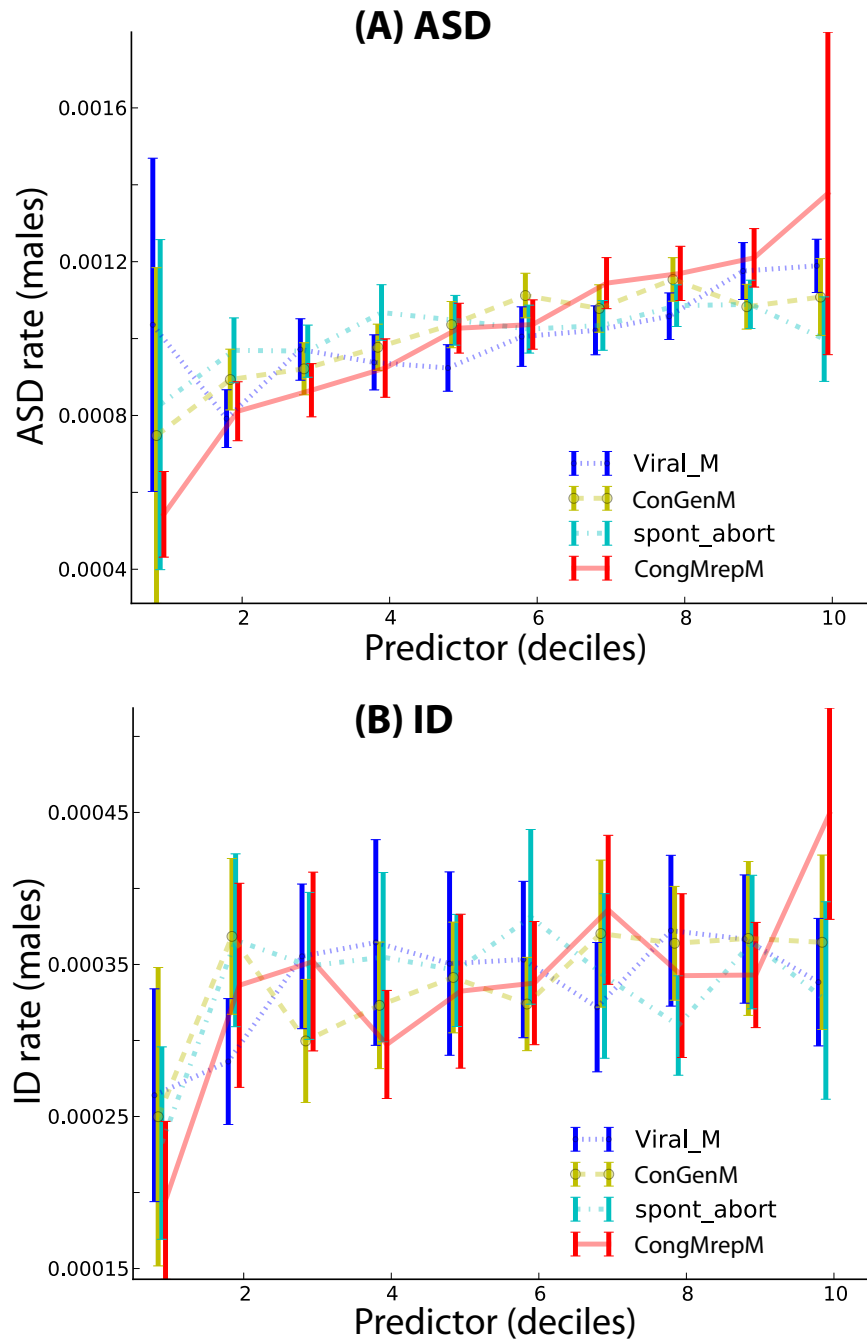 (A) ASD
0.0016
0.0012
0.0008
0.0004
ASD rate (males)
Viral_M
ConGenM
spont_abort
CongMrepM
2 4 6 8 10
Predictor (deciles)
(B) ID
0.00045
0.00035
0.00025
0.00015
ID rate (males)
Viral_M
ConGenM
spont_abort
CongMrepM
2 4 6 8 10
Predictor (deciles)